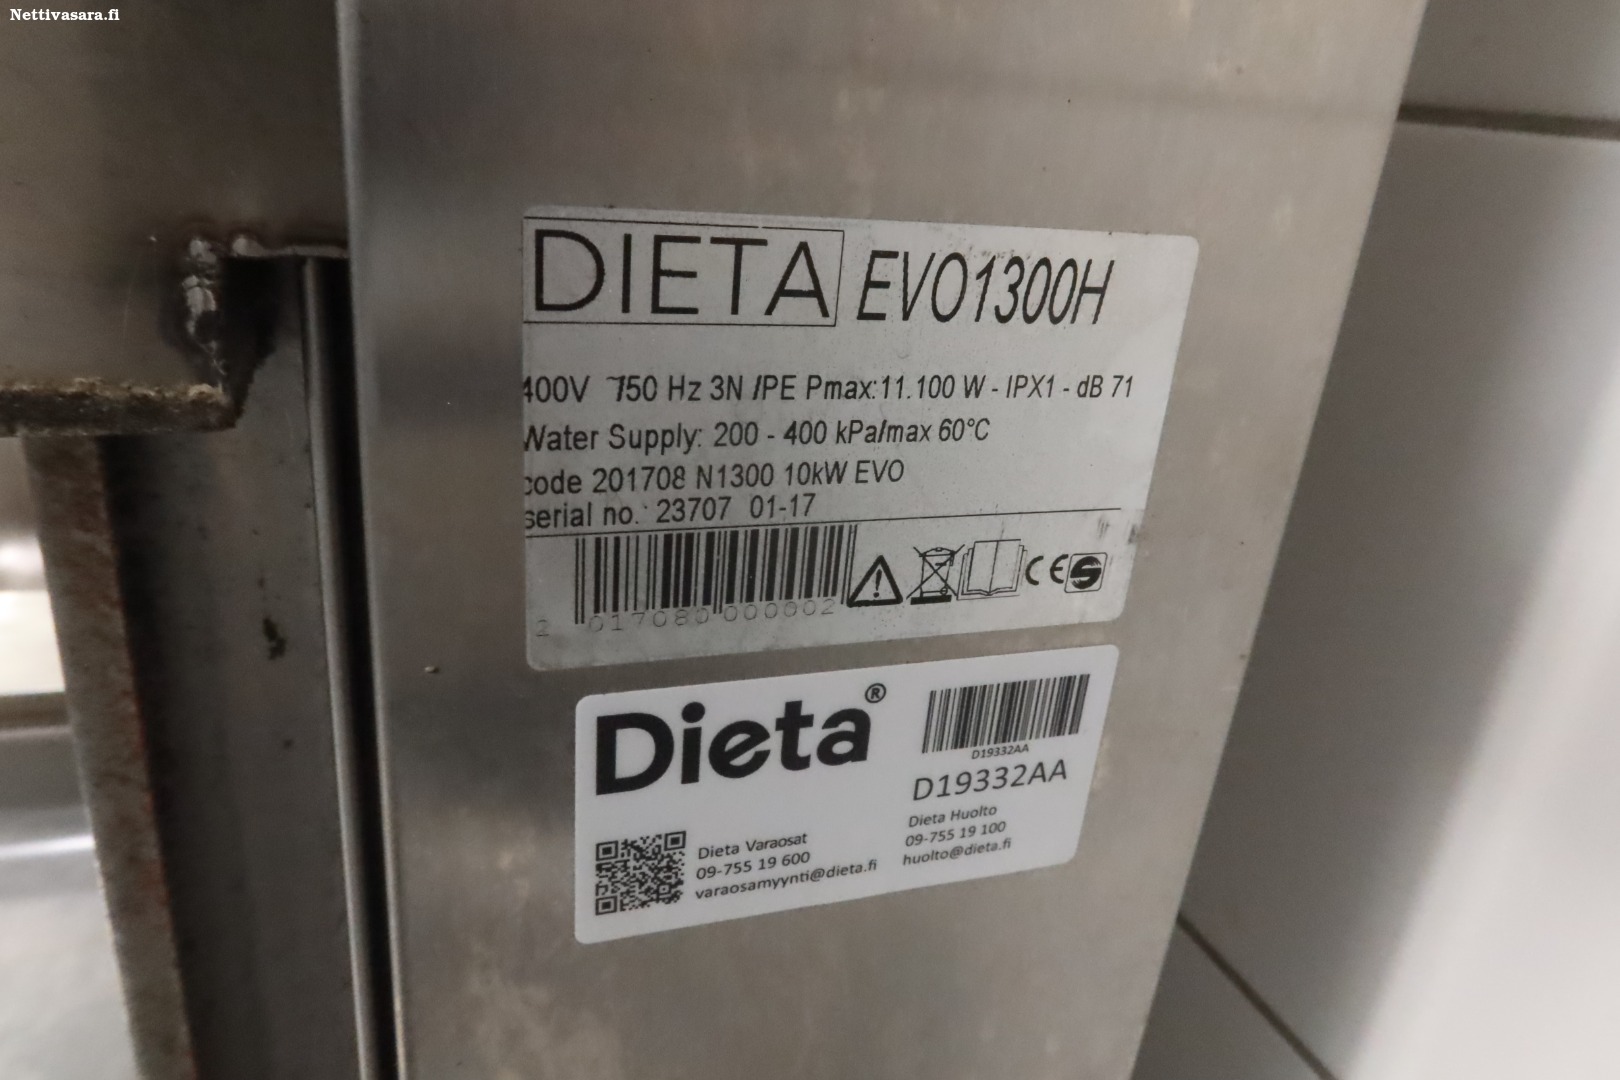 Nettivasara.fi
DIETA EVO1300H
400V 750 Hz 3N /PE Pmax:11.100 W - IPX1 - dB 71
Water Supply: 200 - 400 kPa/max 60°C
code 201708 N1300 10kW EVO
serial no.: 23707 01-17
2 017080 000002
CE S
Dieta®
D19332AA
D19332AA
Dieta Huolto
09-755 19 100
huolto@dieta.fi
Dieta Varaosat
09-755 19 600
varaosamyynti@dieta.fi